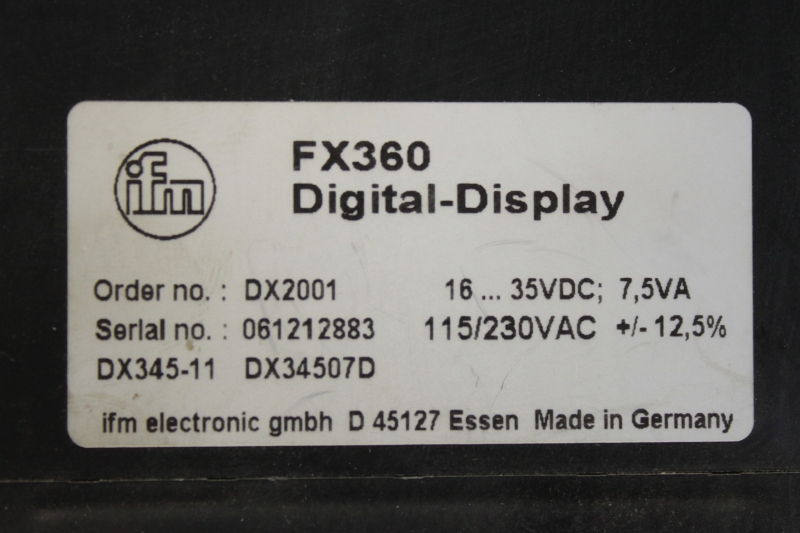 ifm
FX360
Digital-Display
Order no. : DX2001 16 ... 35VDC; 7,5VA
Serial no. : 061212883 115/230VAC +/- 12,5%
DX345-11 DX34507D
ifm electronic gmbh D 45127 Essen Made in Germany